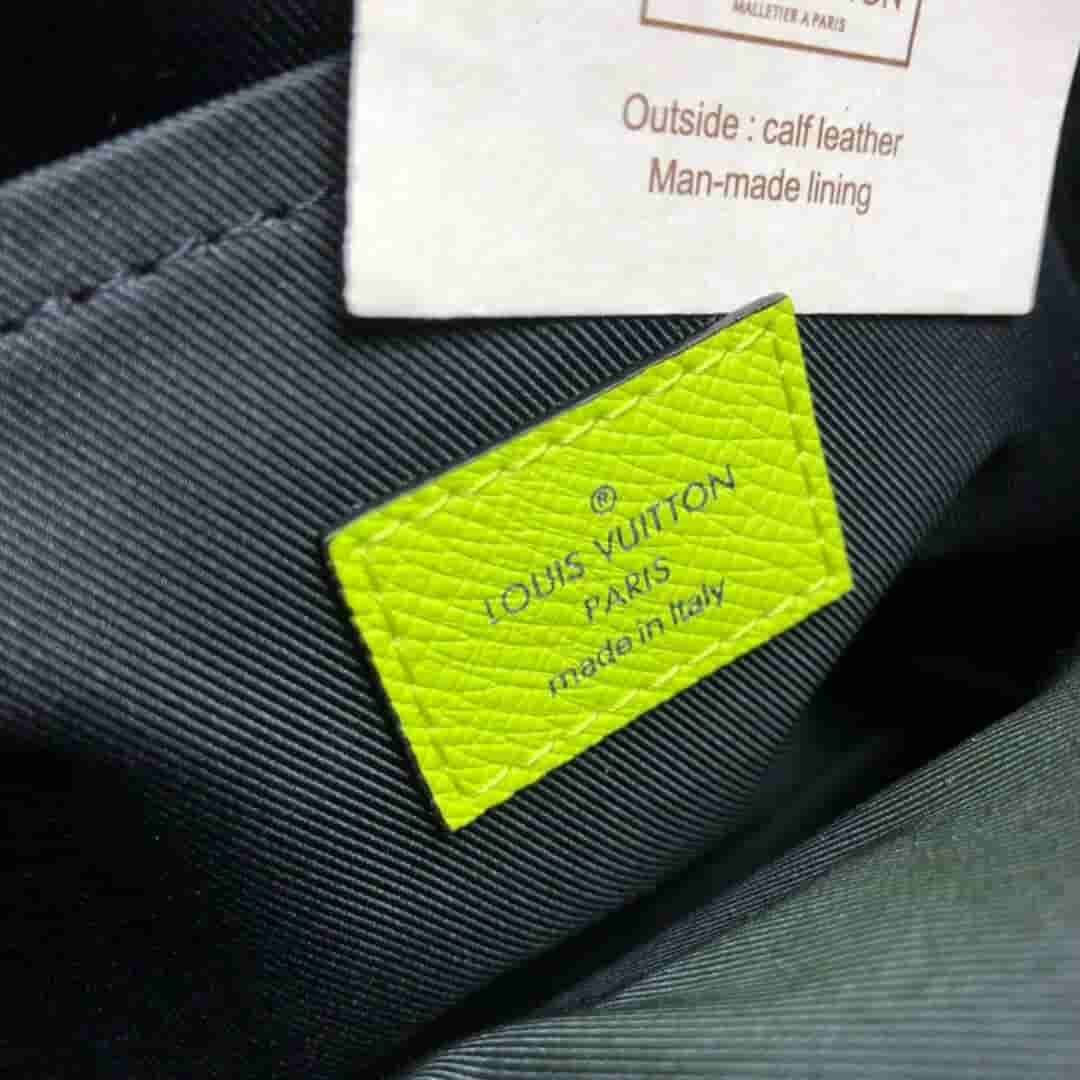 MALLETIER A PARIS
Outside : calf leather
Man-made lining
®
LOUIS VUITTON
PARIS
made in Italy